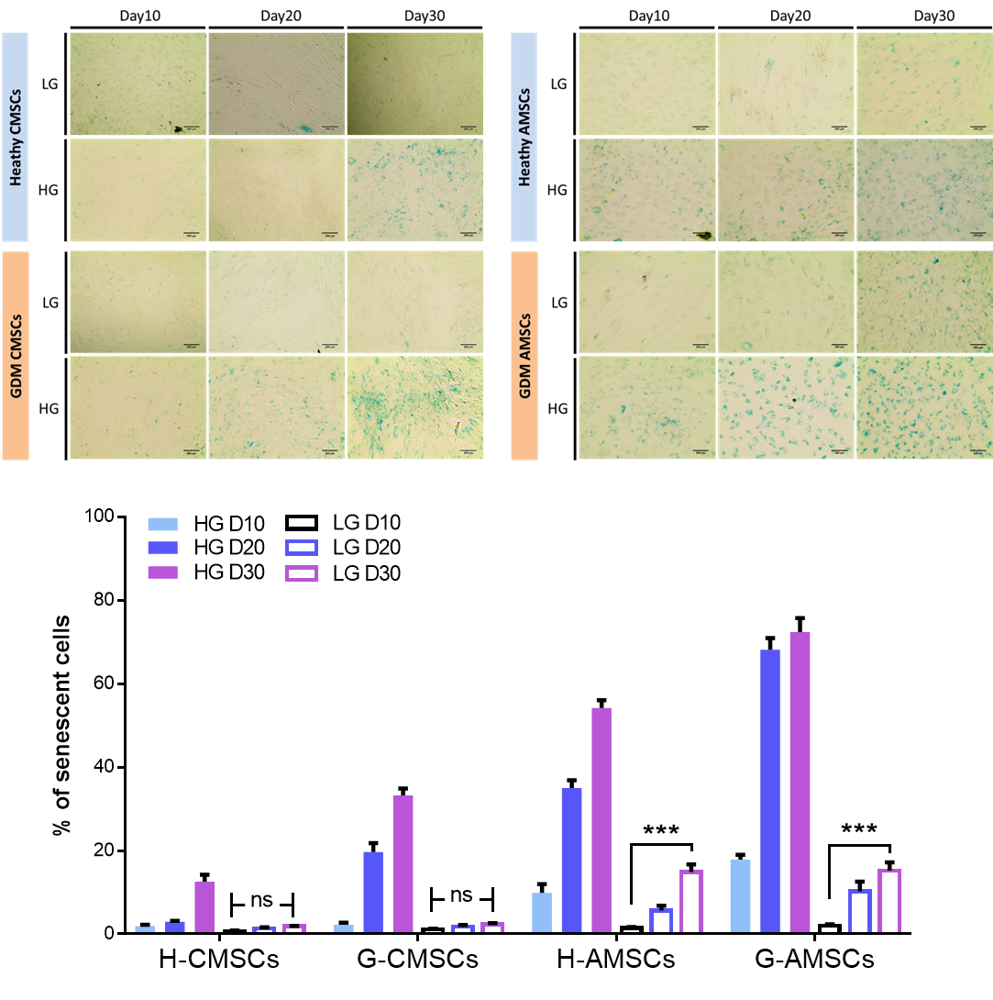 Day10 Day20 Day30 Day10 Day20 Day30
Heathy CMSCs
LG
HG
GDM CMSCs
LG
HG
Heathy AMSCs
LG
HG
GDM AMSCs
LG
HG
% of senescent cells
100
80
60
40
20
0
HG D10 LG D10
HG D20 LG D20
HG D30 LG D30
ns
ns
***
***
H-CMSCs G-CMSCs H-AMSCs G-AMSCs